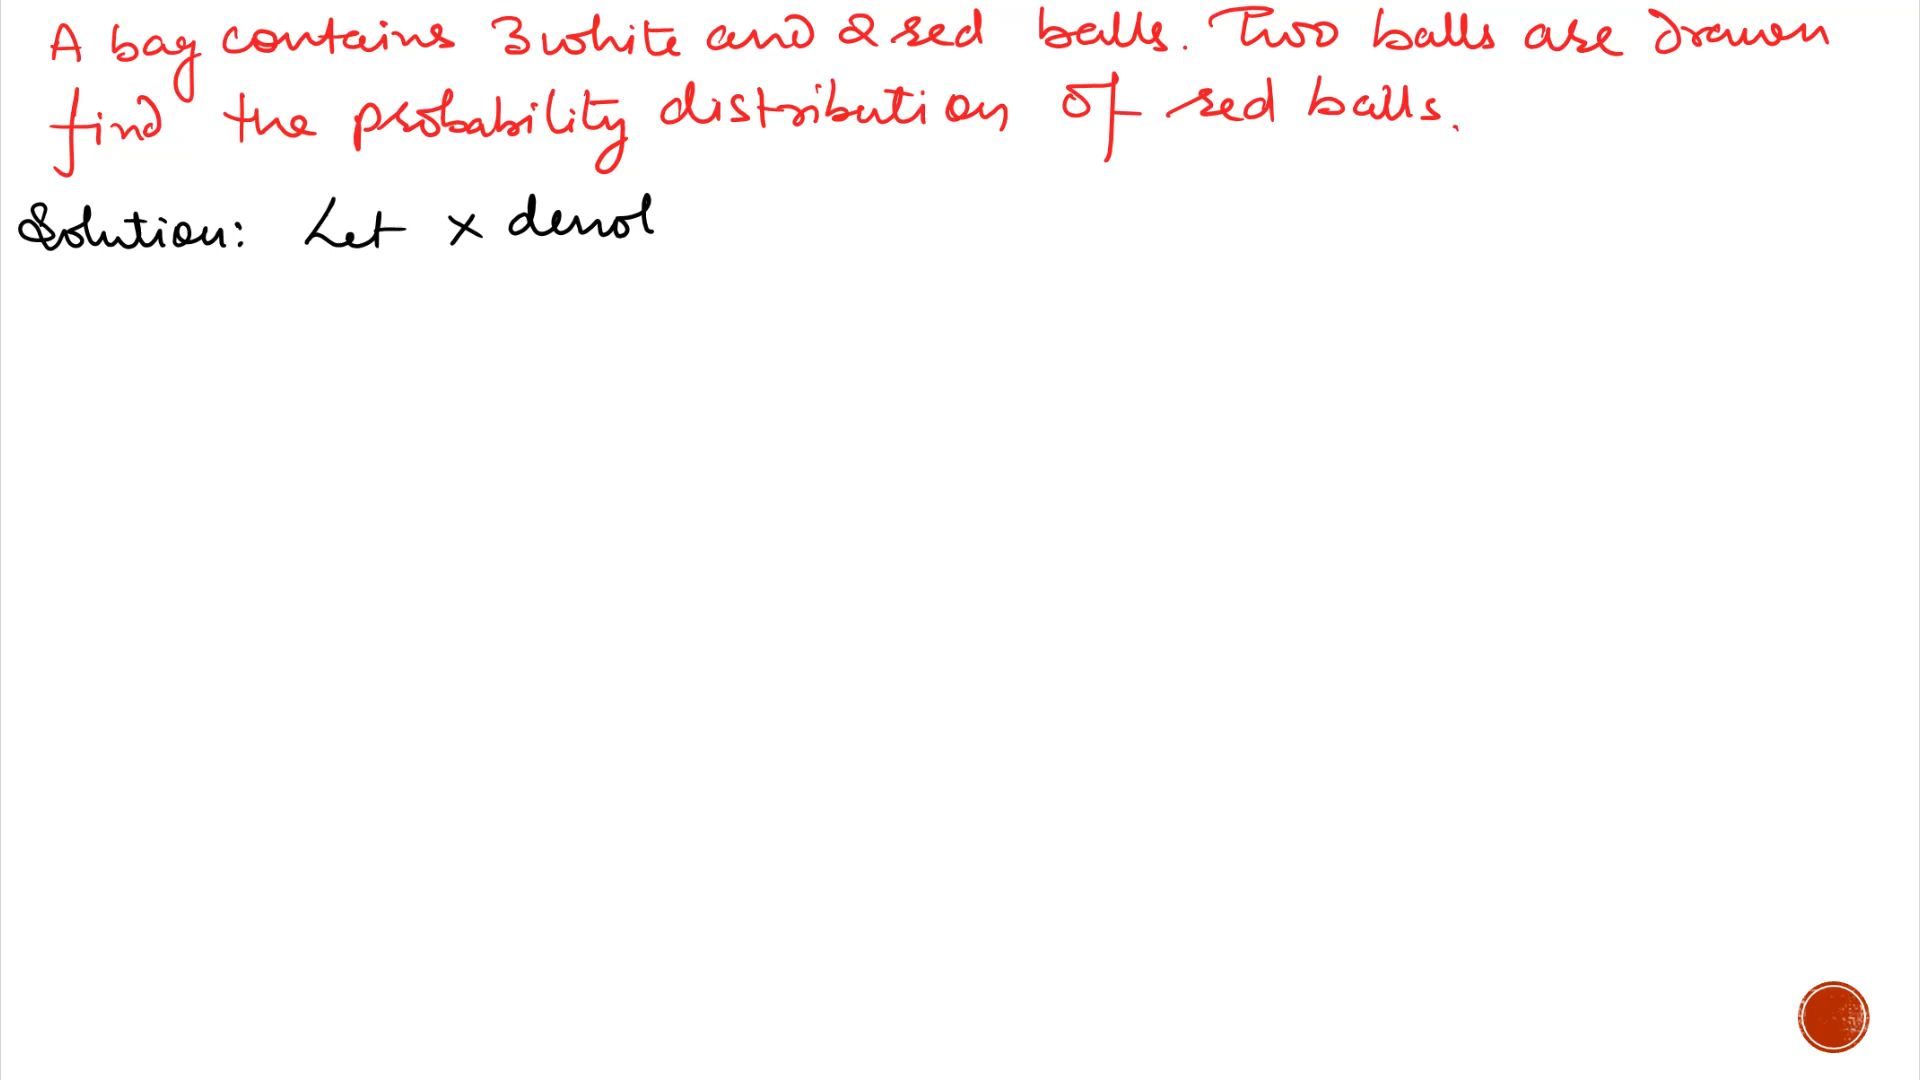 A bag contains 3 white and 2 red balls. Two balls are drawn
find the probability distribution of red balls.
Solution: Let x denot